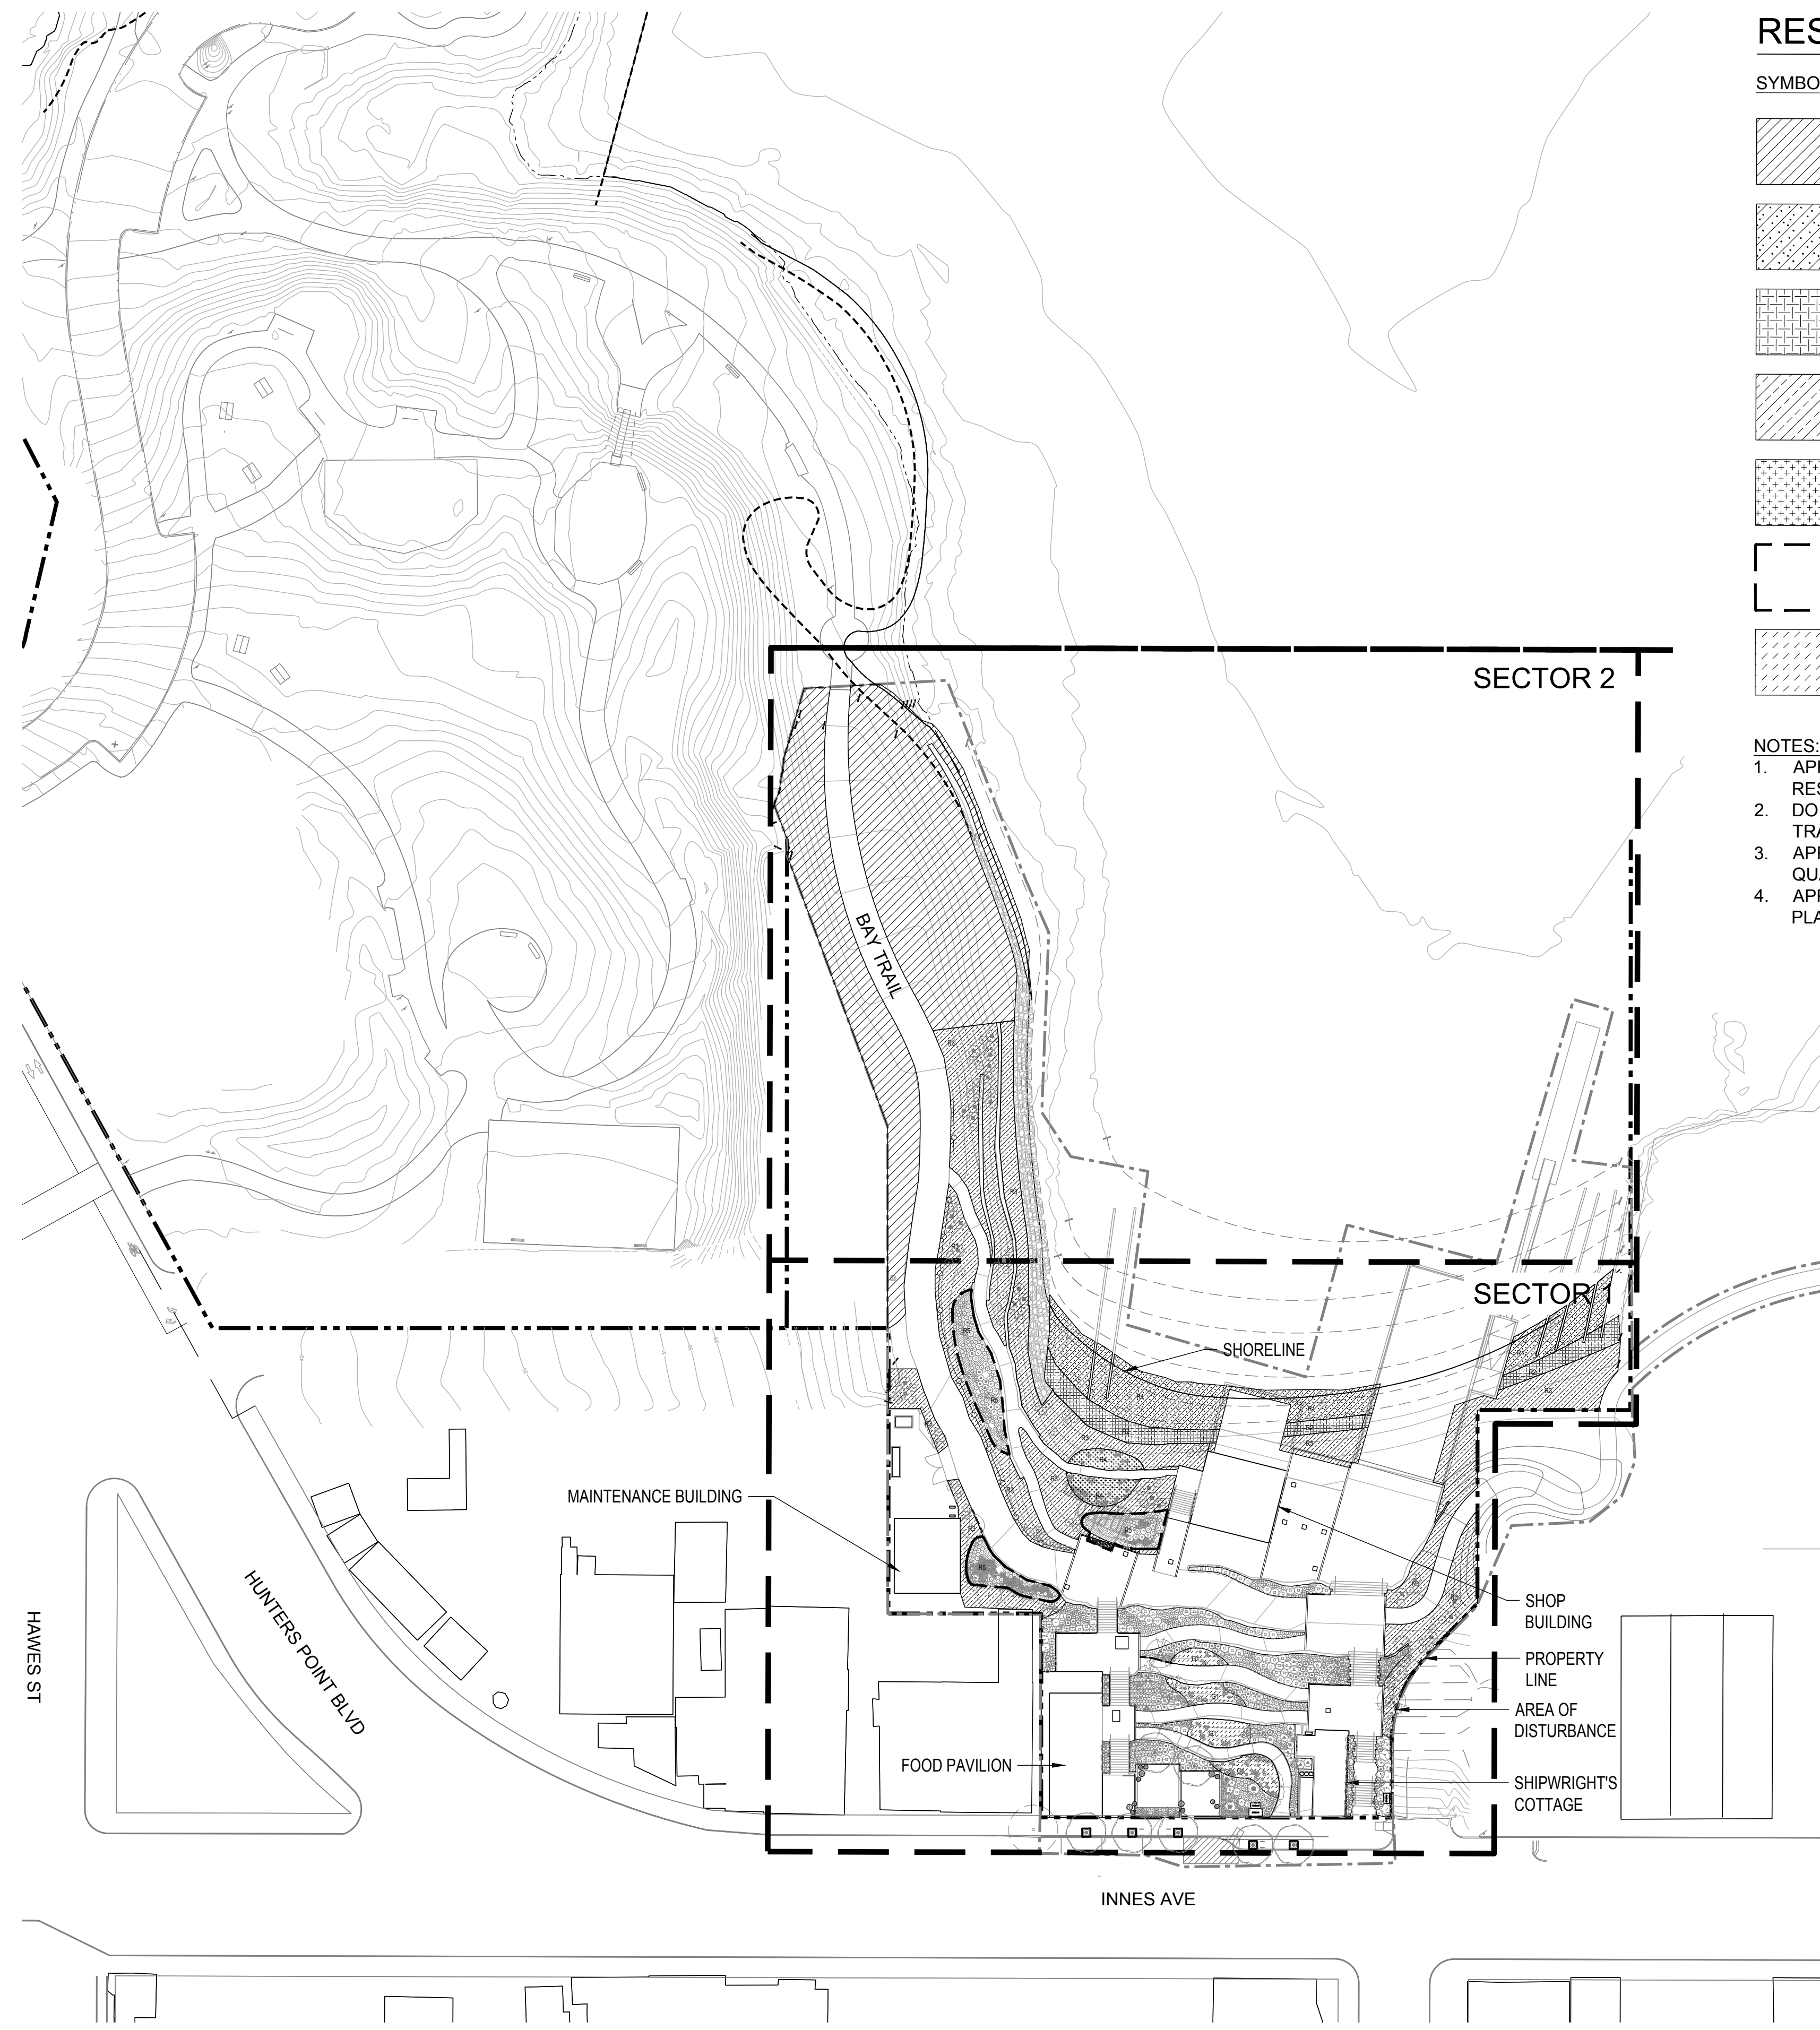 RES
SYMBO
NOTES:
1. API
RES
2. DO
TRA
3. API
QU
4. API
PLA
SECTOR 2
BAY TRAIL
SECTOR 1
SHORELINE
MAINTENANCE BUILDING
HUNTERS POINT BLVD
HAWES ST
FOOD PAVILION
SHOP
BUILDING
PROPERTY
LINE
AREA OF
DISTURBANCE
SHIPWRIGHT'S
COTTAGE
INNES AVE